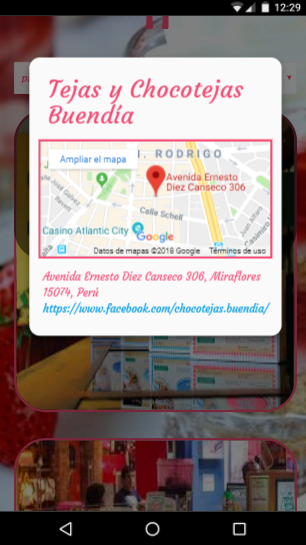 12:29
Tejas y Chocotejas
Buendía
Ampliar el mapa
N. RODRIGO
Avenida Ernesto
Diez Canseco 306
Calle Schell
Casino Atlantic City
Google
Datos de mapas ©2018 Google
Términos de uso
Avenida Ernesto Diez Canseco 306, Miraflores
15074, Perú
https://www.facebook.com/chocotejas.buendia/